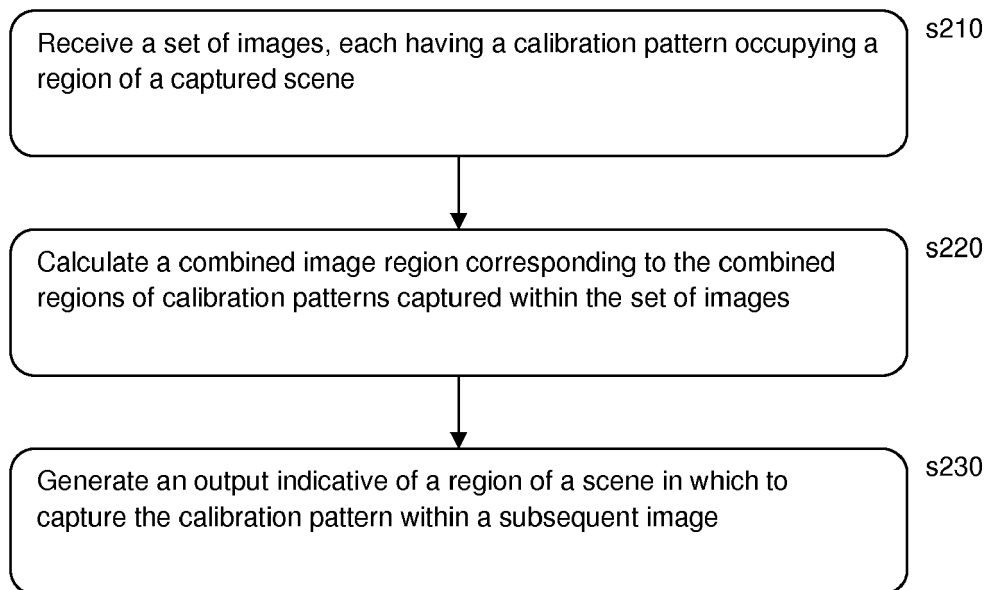 Receive a set of images, each having a calibration pattern occupying a
region of a captured scene
s210
Calculate a combined image region corresponding to the combined
regions of calibration patterns captured within the set of images
s220
Generate an output indicative of a region of a scene in which to
capture the calibration pattern within a subsequent image
s230